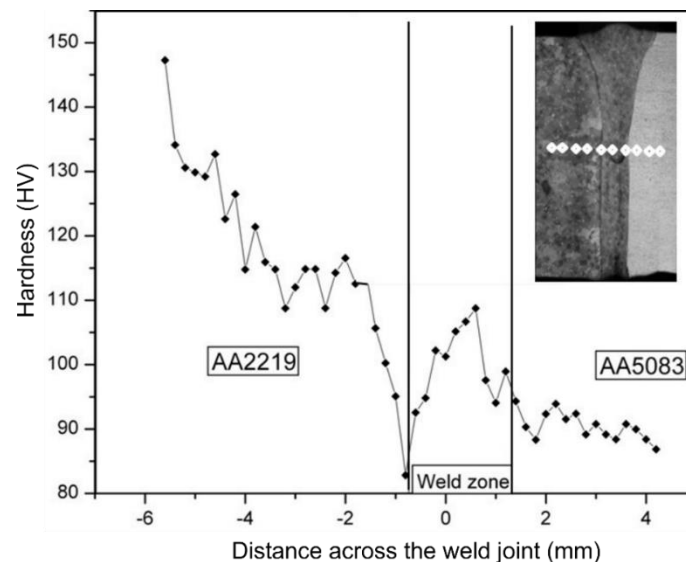 Hardness (HV)
150
140
130
120
110
100
90
80
AA2219
AA5083
Weld zone
-6 -4 -2 0 2 4
Distance across the weld joint (mm)